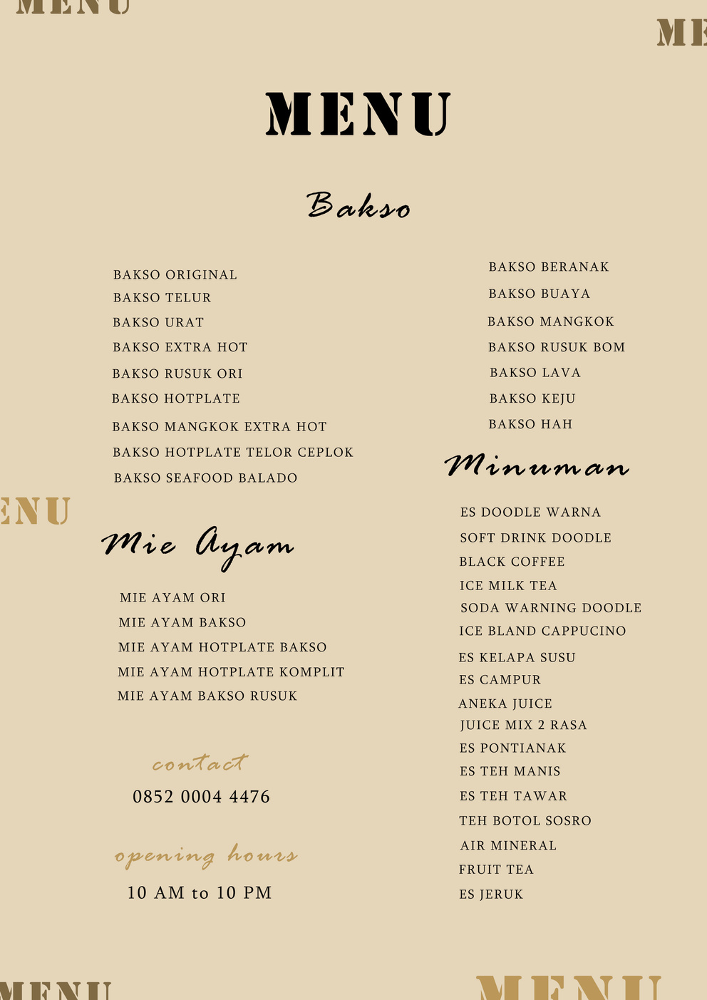 MENU
ME
MENU
Bakso
BAKSO ORIGINAL
BAKSO TELUR
BAKSO URAT
BAKSO EXTRA HOT
BAKSO RUSUK ORI
BAKSO HOTPLATE
BAKSO MANGKOK EXTRA HOT
BAKSO HOTPLATE TELOR CEPLOK
BAKSO SEAFOOD BALADO
BAKSO BERANAK
BAKSO BUAYA
BAKSO MANGKOK
BAKSO RUSUK BOM
BAKSO LAVA
BAKSO KEJU
BAKSO HAH
ENU
Mie Ayam
MIE AYAM ORI
MIE AYAM BAKSO
MIE AYAM HOTPLATE BAKSO
MIE AYAM HOTPLATE KOMPLIT
MIE AYAM BAKSO RUSUK
contact
0852 0004 4476
opening hours
10 AM to 10 PM
Minuman
ES DOODLE WARNA
SOFT DRINK DOODLE
BLACK COFFEE
ICE MILK TEA
SODA WARNING DOODLE
ICE BLAND CAPPUCINO
ES KELAPA SUSU
ES CAMPUR
ANEKA JUICE
JUICE MIX 2 RASA
ES PONTIANAK
ES TEH MANIS
ES TEH TAWAR
TEH BOTOL SOSRO
AIR MINERAL
FRUIT TEA
ES JERUK
MENU
MENU